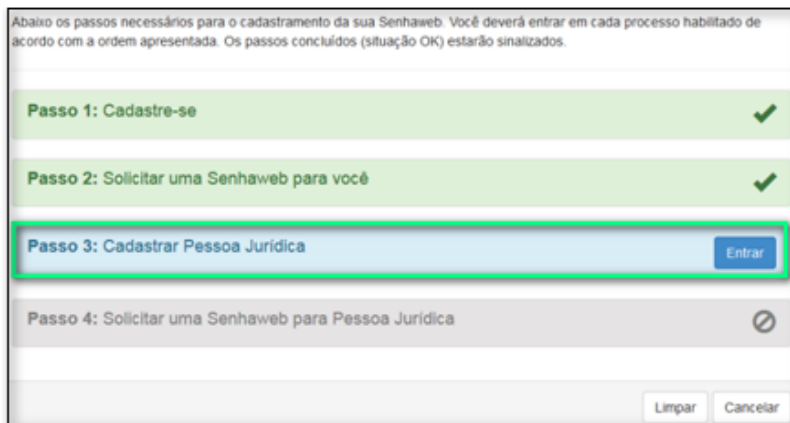 Abaixo os passos necessários para o cadastramento da sua Senhaweb. Você deverá entrar em cada processo habilitado de
acordo com a ordem apresentada. Os passos concluídos (situação OK) estarão sinalizados.
Passo 1: Cadastre-se
Passo 2: Solicitar uma Senhaweb para você
Passo 3: Cadastrar Pessoa Jurídica
Entrar
Passo 4: Solicitar uma Senhaweb para Pessoa Jurídica
Limpar Cancelar